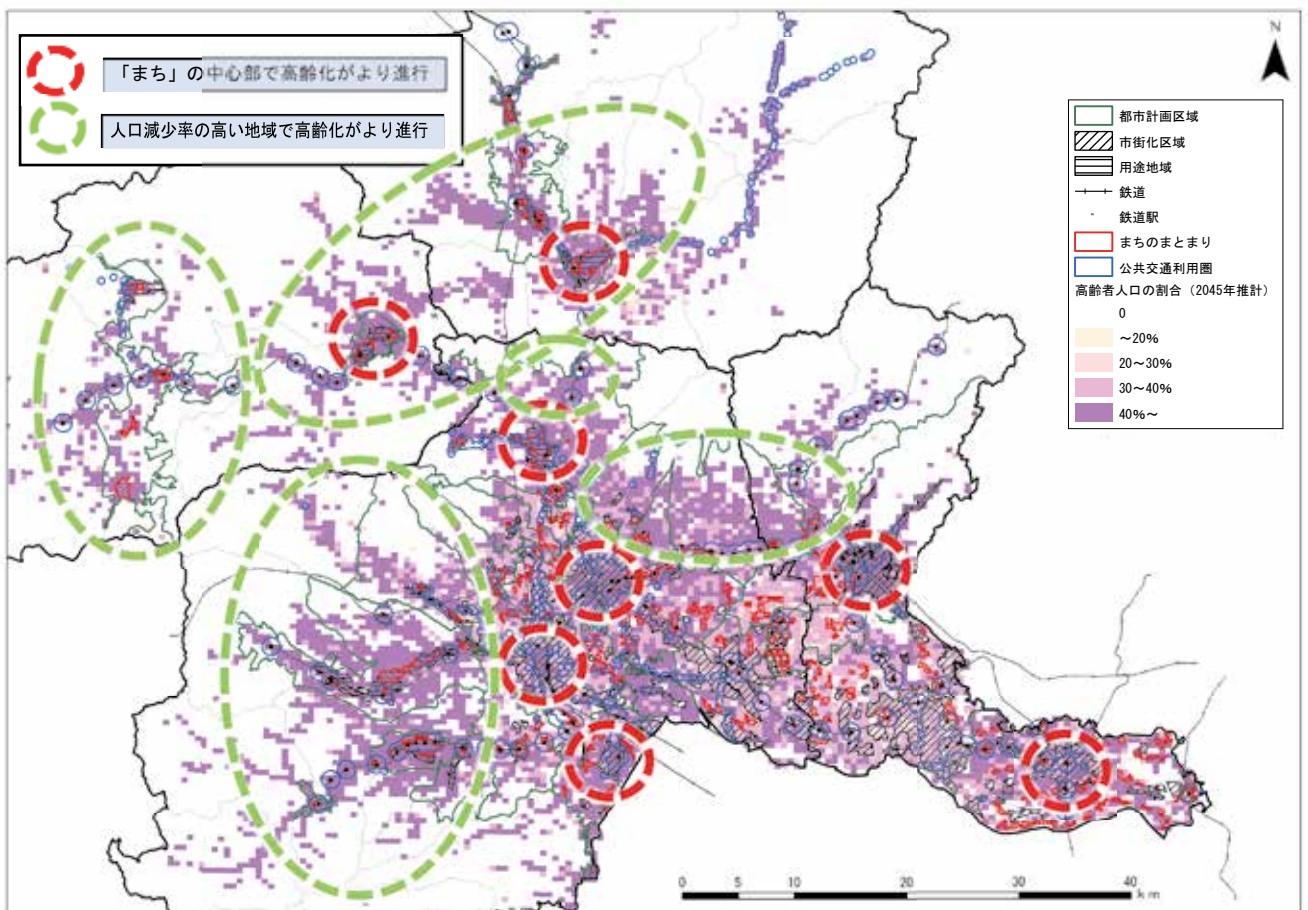 「まち」の中心部で高齢化がより進行
人口減少率の高い地域で高齢化がより進行
N
都市計画区域
市街化区域
用途地域
鉄道
鉄道駅
まちのまとまり
公共交通利用圏
高齢者人口の割合（2045年推計）
0
～20%
20～30%
30～40%
40%～
0 5 10 20 30 40
km